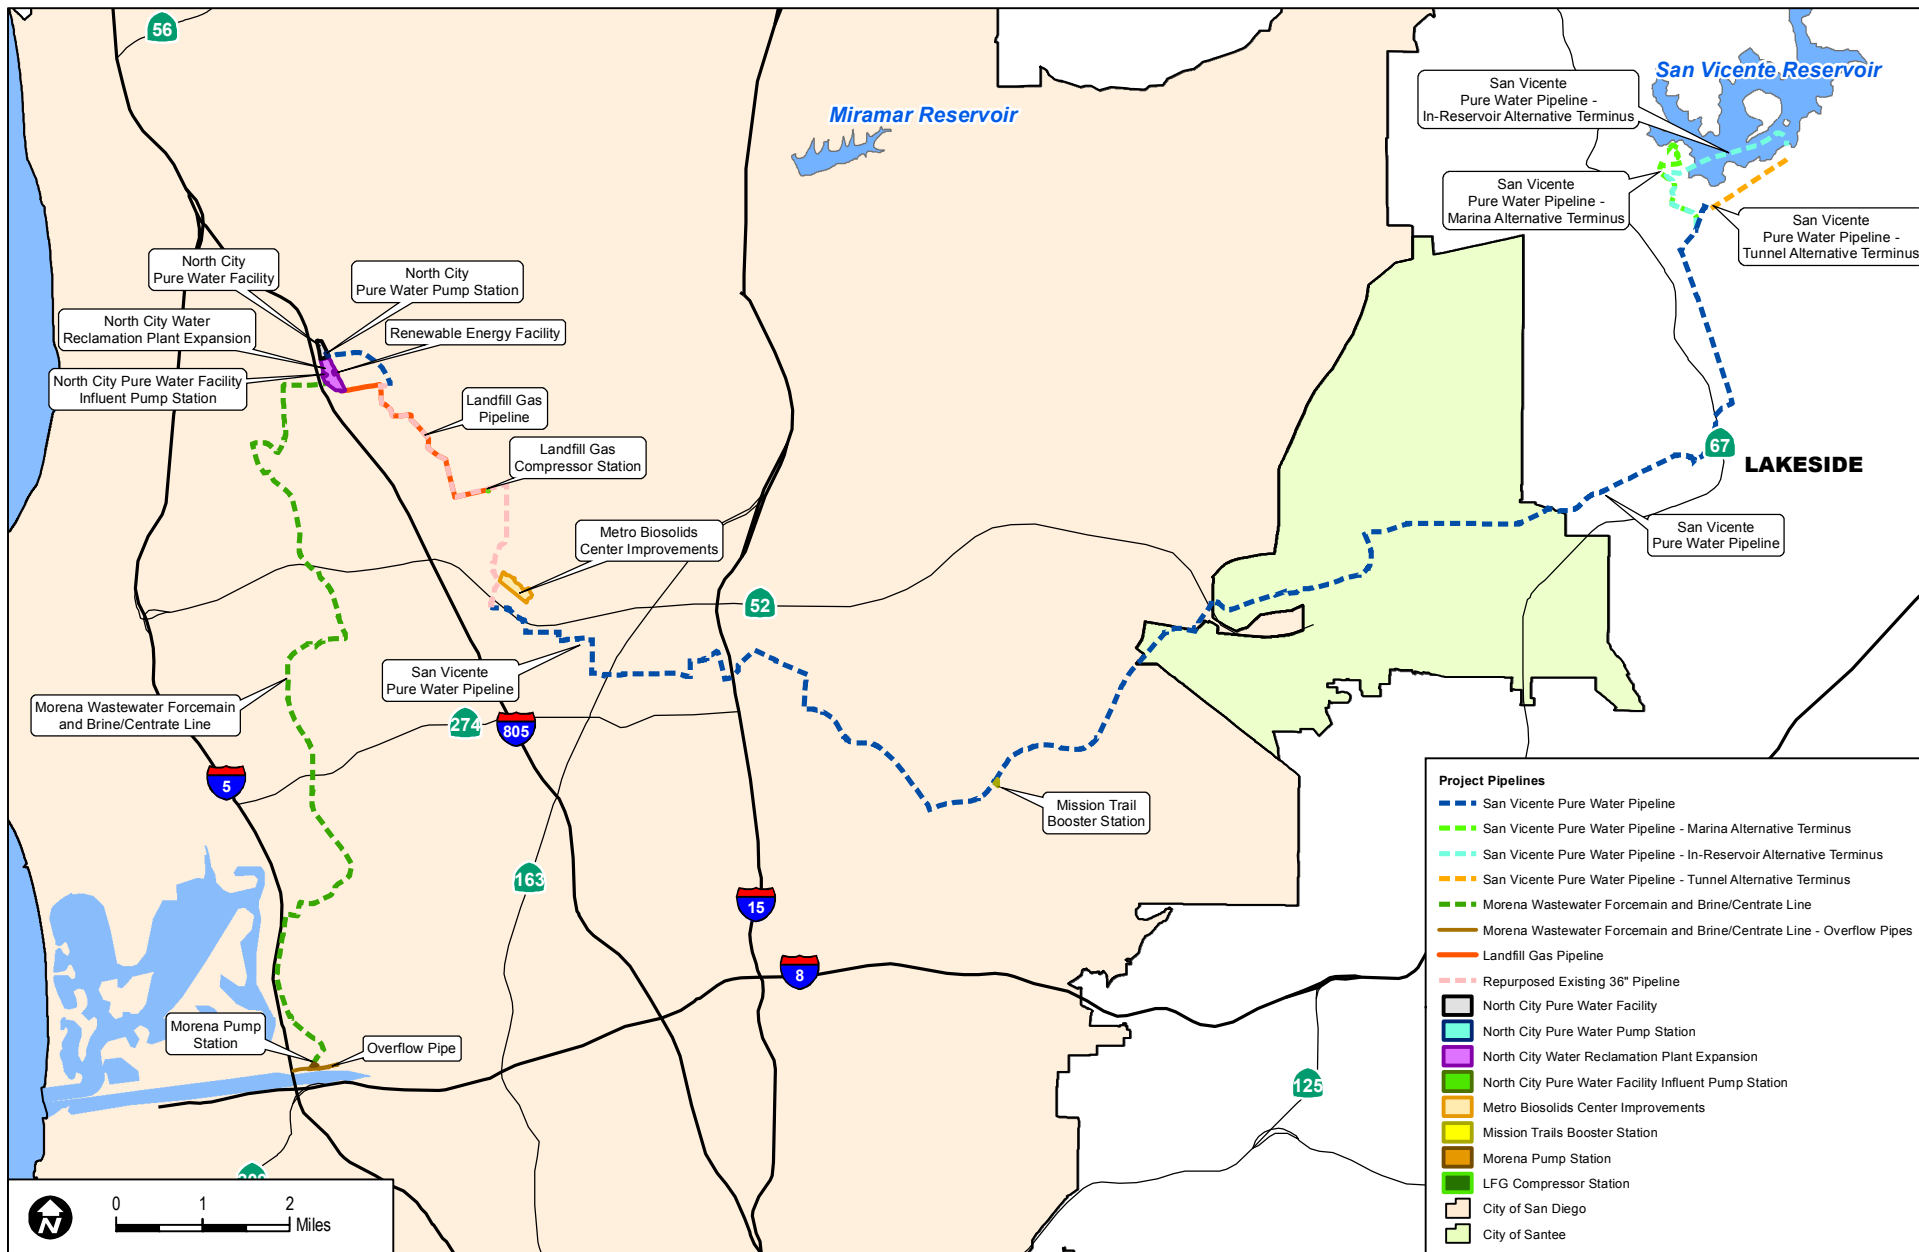 56
Miramar Reservoir
San Vicente Reservoir
San Vicente
Pure Water Pipeline -
In-Reservoir Alternative Terminus
San Vicente
Pure Water Pipeline -
Marina Alternative Terminus
San Vicente
Pure Water Pipeline -
Tunnel Alternative Terminus
North City
Pure Water Facility
North City
Pure Water Pump Station
North City Water
Reclamation Plant Expansion
Renewable Energy Facility
North City Pure Water Facility
Influent Pump Station
Landfill Gas
Pipeline
Landfill Gas
Compressor Station
67
LAKESIDE
Metro Biosolids
Center Improvements
San Vicente
Pure Water Pipeline
52
San Vicente
Pure Water Pipeline
Morena Wastewater Forcemain
and Brine/Centrate Line
274
805
5
Mission Trail
Booster Station
163
15
8
Morena Pump
Station
Overflow Pipe
125
N
0 1 2
Miles
Project Pipelines
San Vicente Pure Water Pipeline
San Vicente Pure Water Pipeline - Marina Alternative Terminus
San Vicente Pure Water Pipeline - In-Reservoir Alternative Terminus
San Vicente Pure Water Pipeline - Tunnel Alternative Terminus
Morena Wastewater Forcemain and Brine/Centrate Line
Morena Wastewater Forcemain and Brine/Centrate Line - Overflow Pipes
Landfill Gas Pipeline
Repurposed Existing 36" Pipeline
North City Pure Water Facility
North City Pure Water Pump Station
North City Water Reclamation Plant Expansion
North City Pure Water Facility Influent Pump Station
Metro Biosolids Center Improvements
Mission Trails Booster Station
Morena Pump Station
LFG Compressor Station
City of San Diego
City of Santee